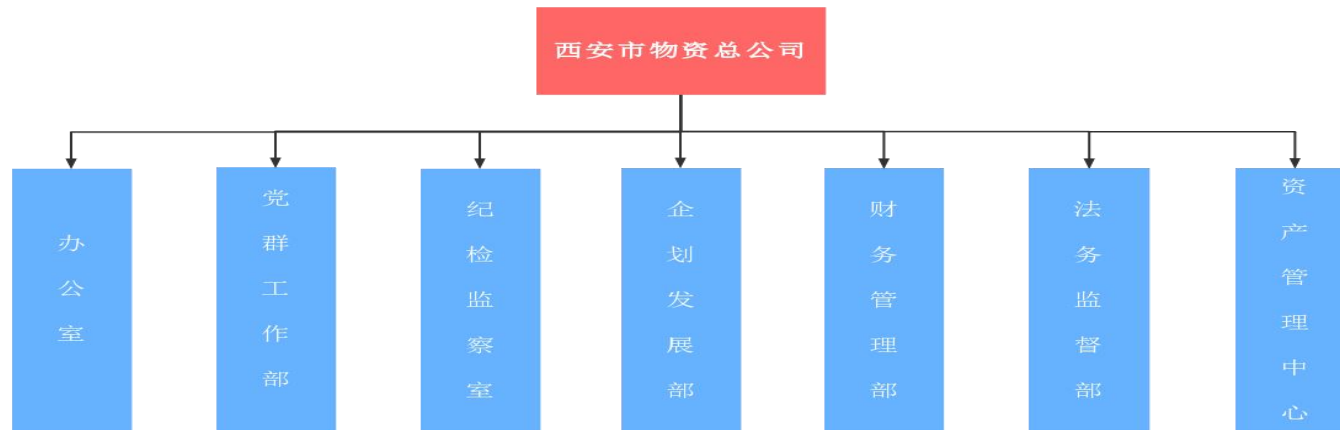 西安市物资总公司
办公室
党群工作部
纪检监察室
企划发展部
财务管理部
法务监督部
资产管理中心